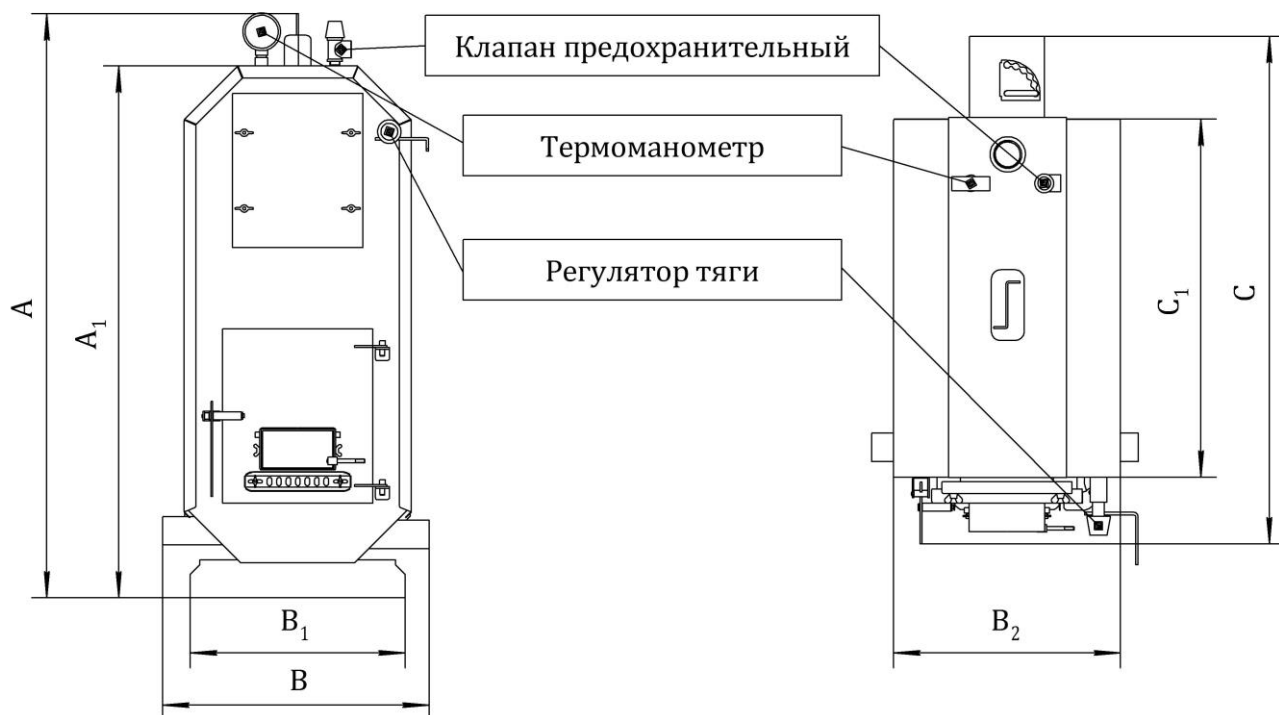 Клапан предохранительный
Термоманометр
Регулятор тяги
A
A₁
B₁
B
C₁
C
B₂